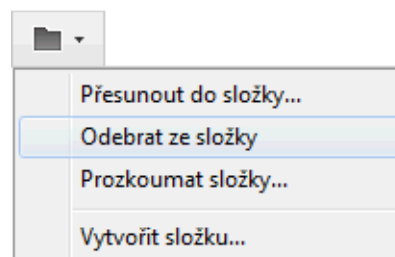 Přesunout do složky...
Odebrat ze složky
Prozkoumat složky...
Vytvořit složku...